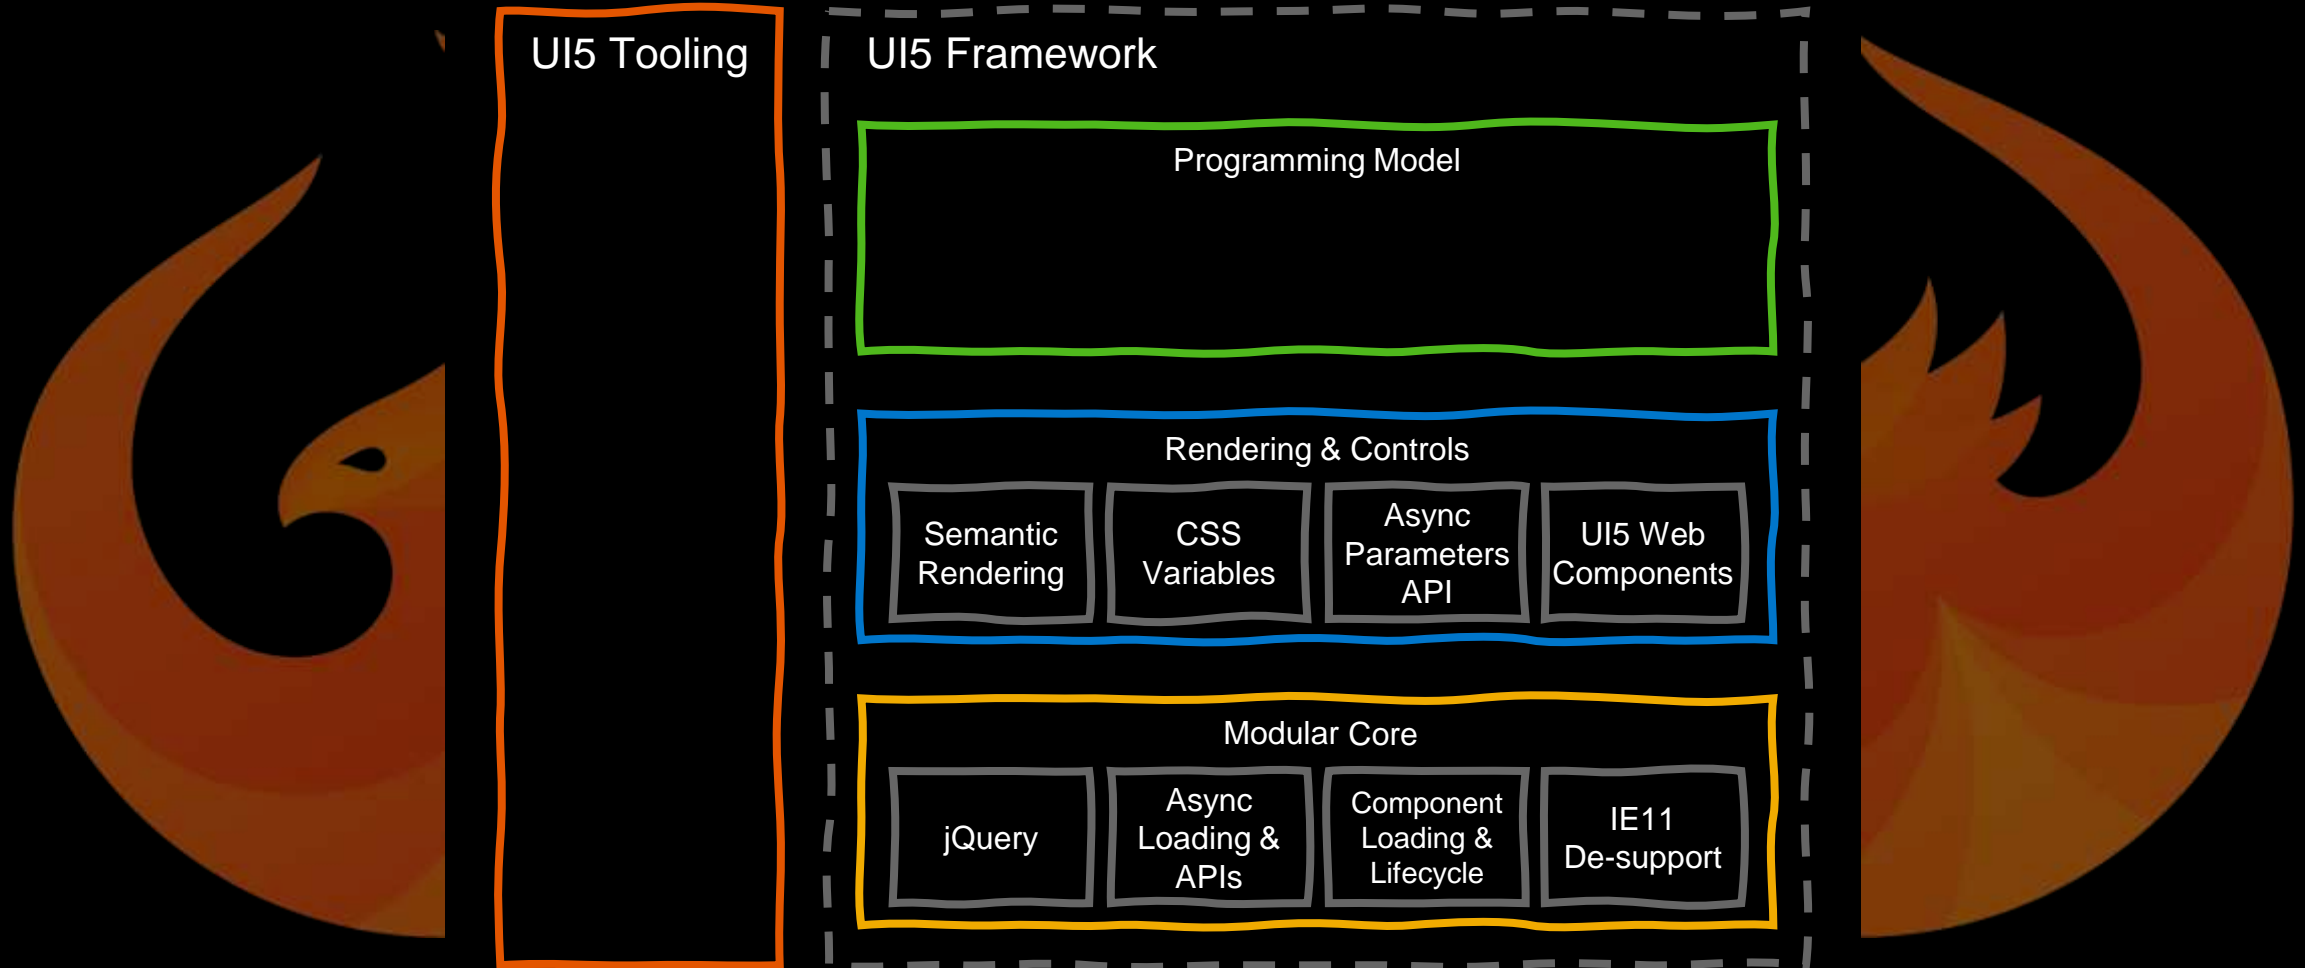 UI5 Tooling
UI5 Framework
Programming Model
Rendering & Controls
Semantic
Rendering
CSS
Variables
Async
Parameters
API
UI5 Web
Components
Modular Core
jQuery
Async
Loading &
APIs
Component
Loading &
Lifecycle
IE11
De-support